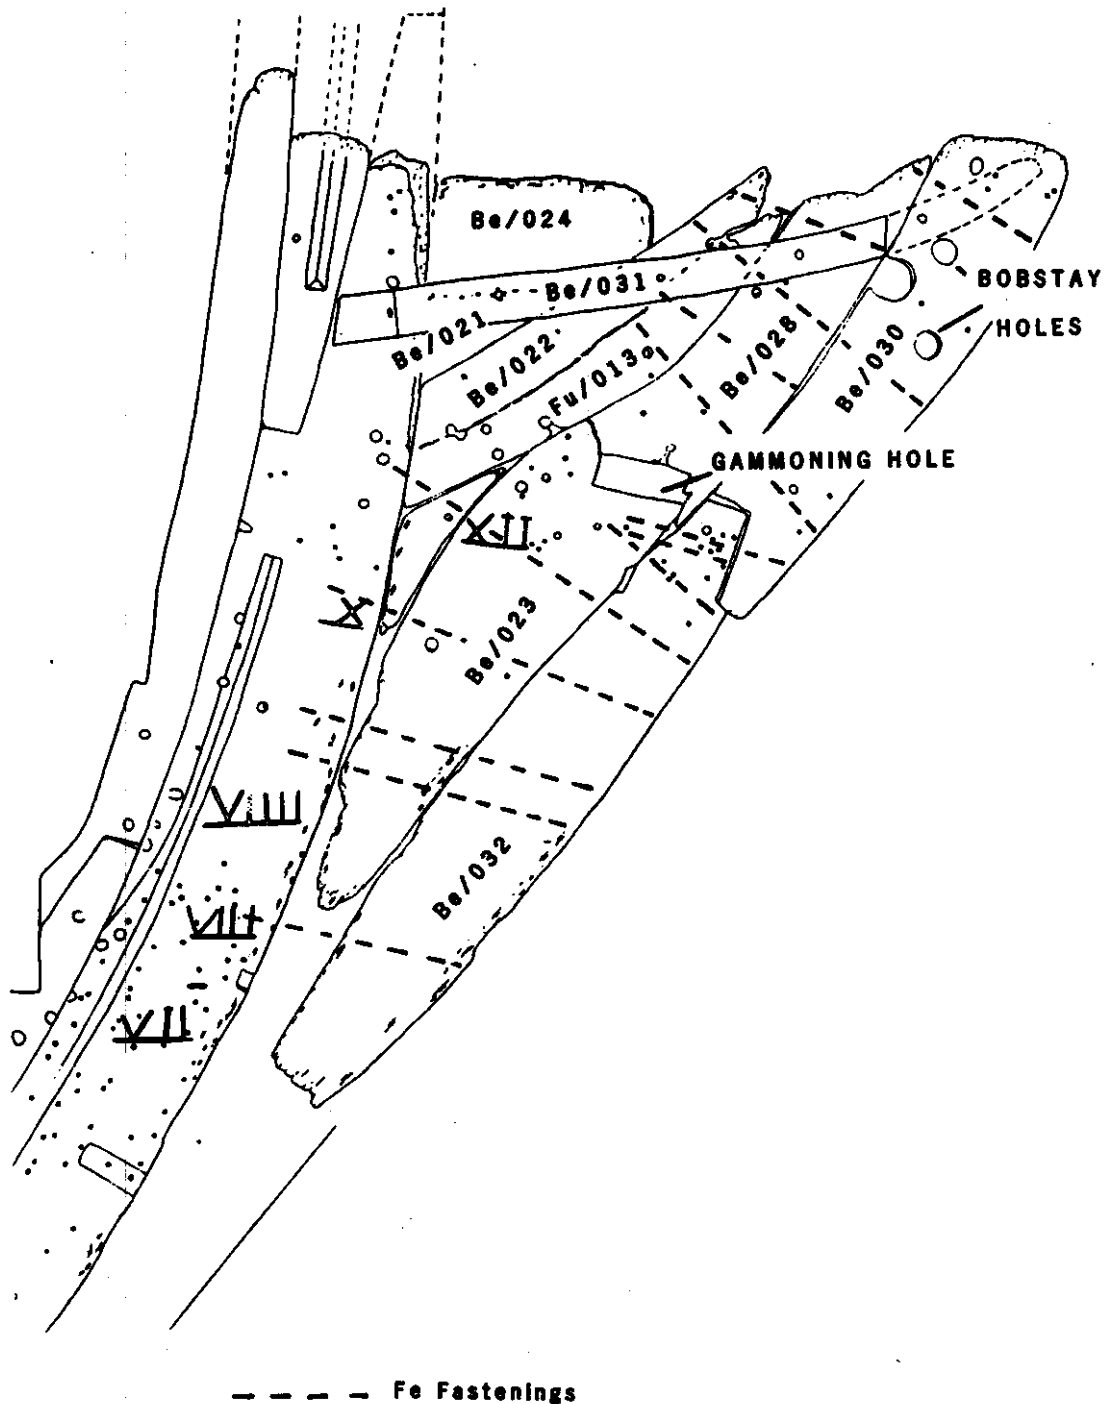 Be/024
BOBSTAY
HOLES
Be/031
Be/021
Be/022
Fu/013
Be/028
Be/030
GAMMONING HOLE
XII
X
Be/023
VIIII
Be/032
VIII
VII
Fe Fastenings